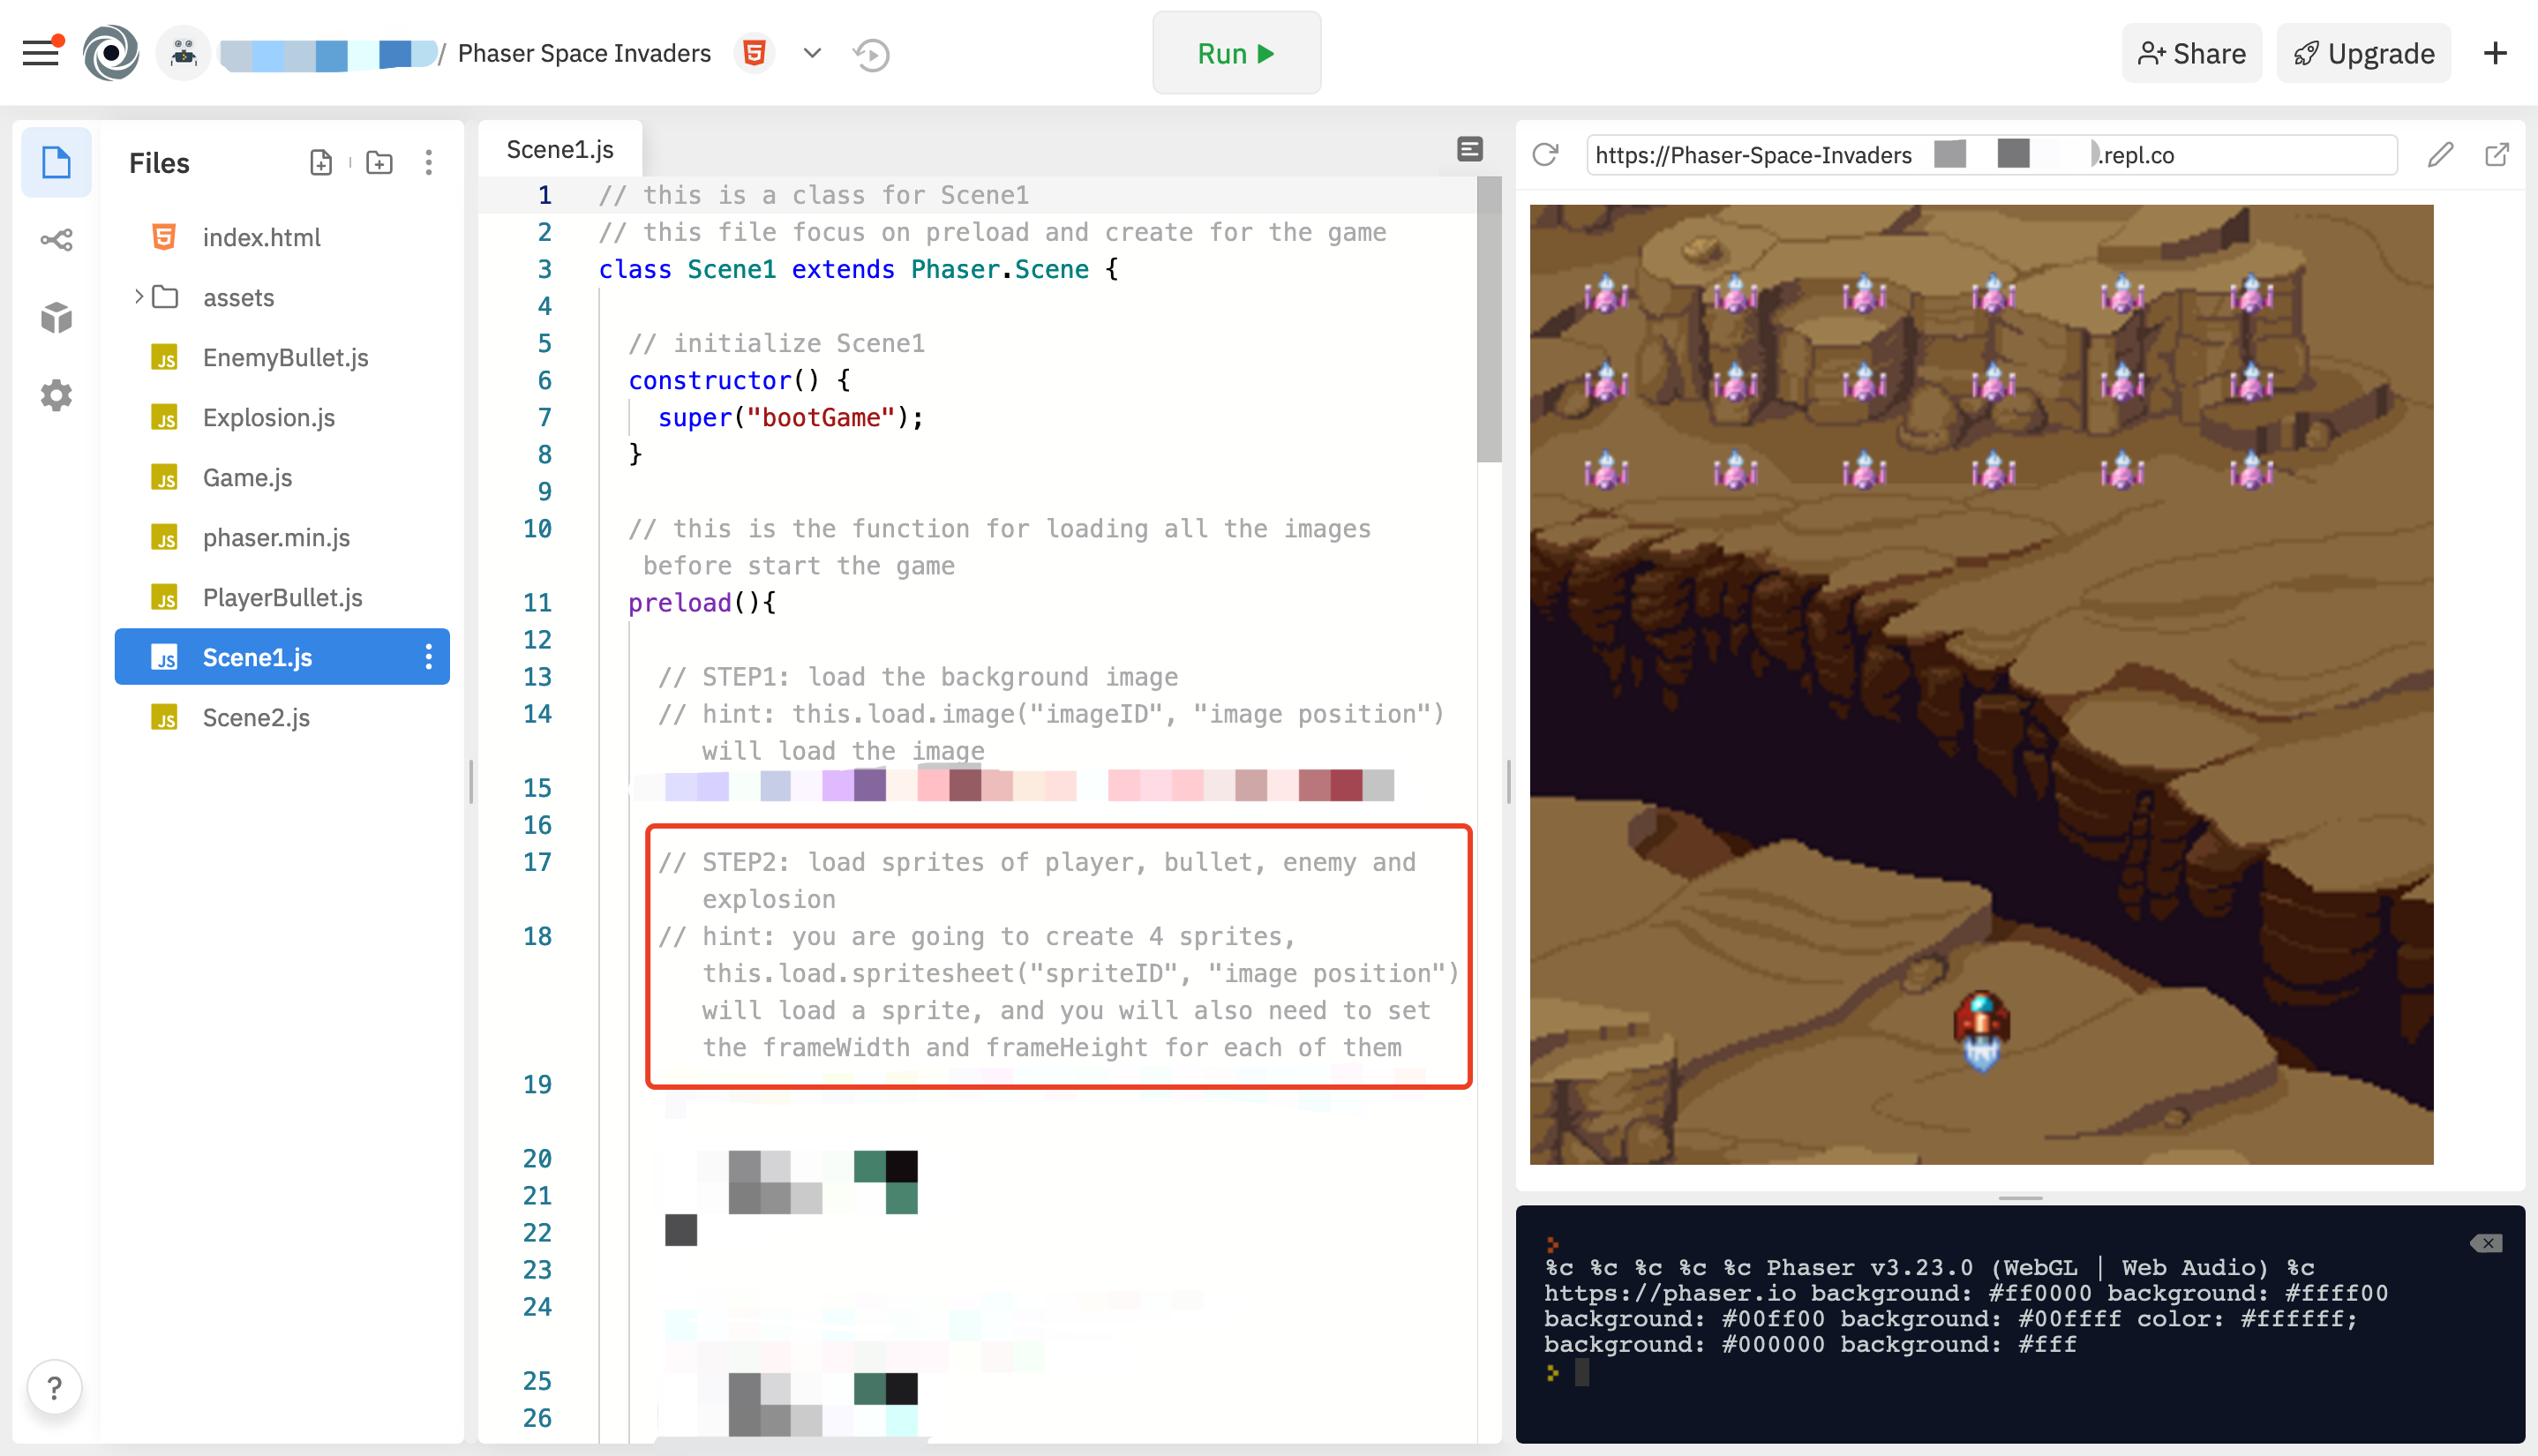 / Phaser Space Invaders
Run
Share
Upgrade
Files
index.html
assets
EnemyBullet.js
Explosion.js
Game.js
phaser.min.js
PlayerBullet.js
Scene1.js
Scene2.js
?
Scene1.js
1 // this is a class for Scene1
2 // this file focus on preload and create for the game
3 class Scene1 extends Phaser.Scene {
4
5 // initialize Scene1
6 constructor() {
7 super("bootGame");
8 }
9
10 // this is the function for loading all the images
before start the game
11 preload(){
12
13 // STEP1: load the background image
14 // hint: this.load.image("imageID", "image position")
will load the image
15
16
17 // STEP2: load sprites of player, bullet, enemy and
explosion
18 // hint: you are going to create 4 sprites,
this.load.spritesheet("spriteID", "image position")
will load a sprite, and you will also need to set
the frameWidth and frameHeight for each of them
19
20
21
22
23
24
25
26
https://Phaser-Space-Invaders .repl.co
%c %c %c %c %c Phaser v3.23.0 (WebGL | Web Audio) %c
https://phaser.io background: #ff0000 background: #ffff00
background: #00ff00 background: #00ffff color: #ffffff;
background: #000000 background: #fff